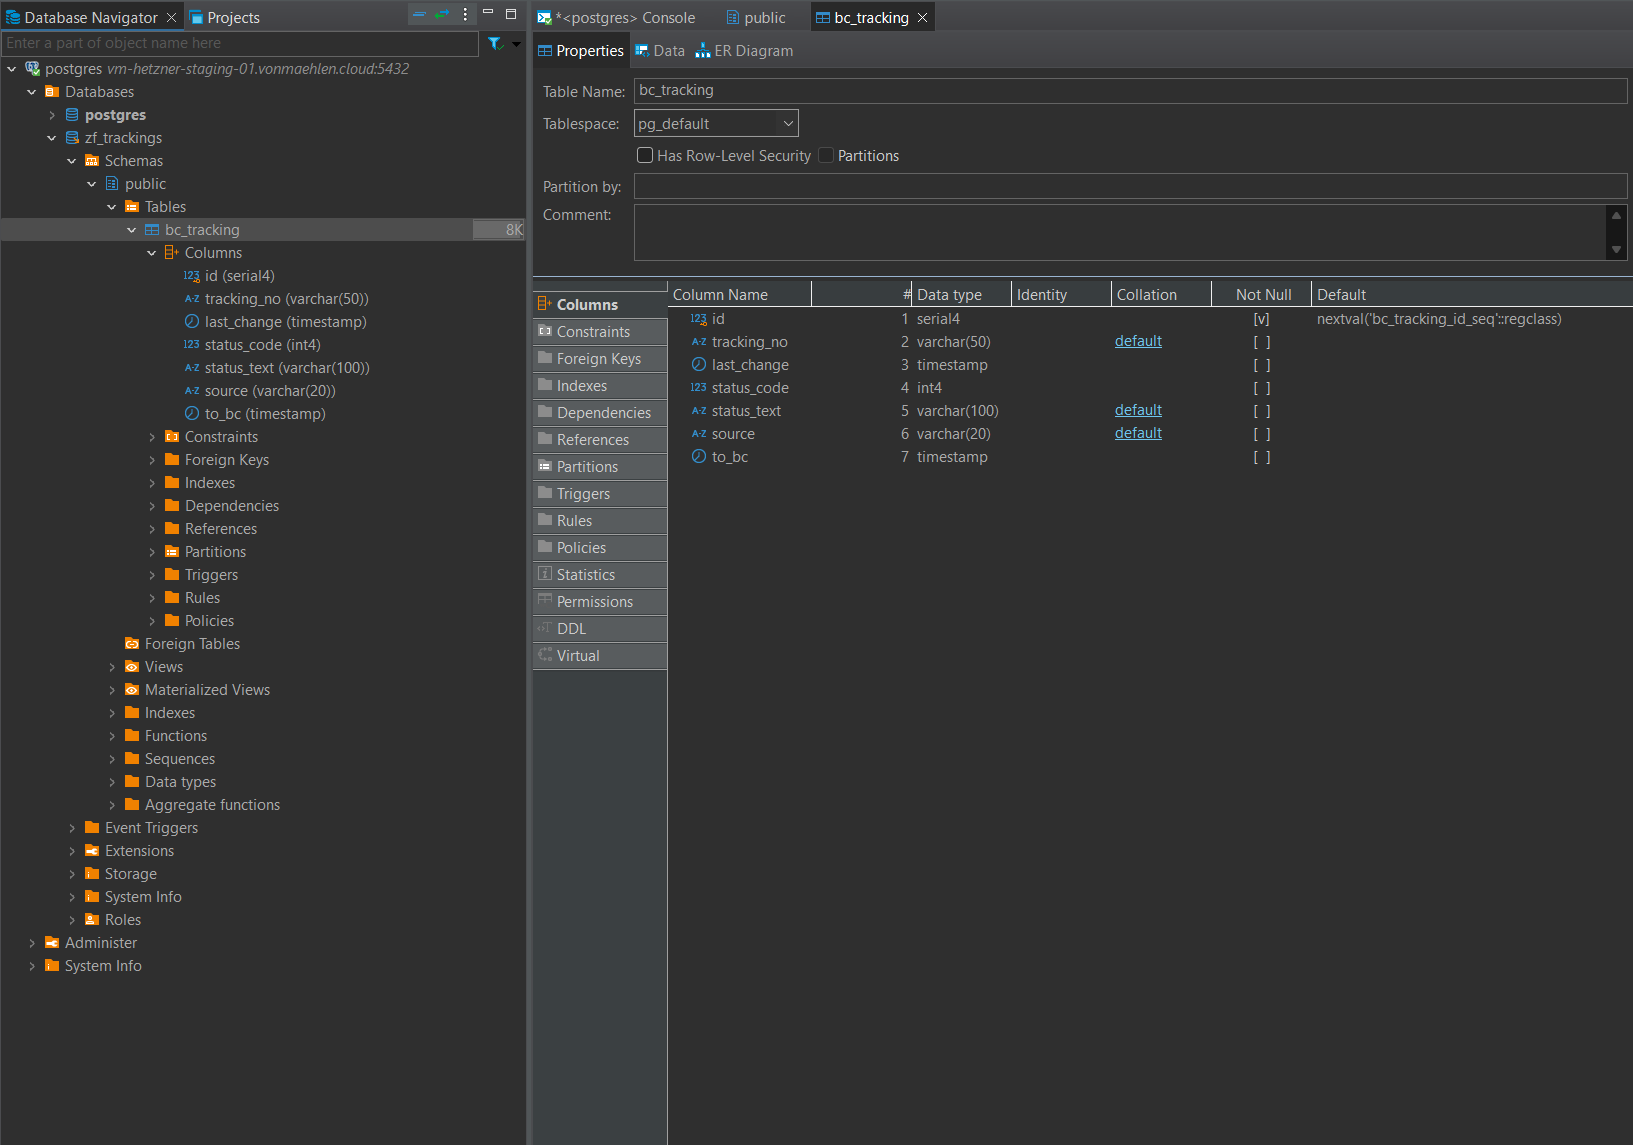 Database Navigator
Projects
Enter a part of object name here
postgres vm-hetzner-staging-01.vonmaehlen.cloud:5432
Databases
postgres
zf_trackings
Schemas
public
Tables
bc_tracking 8K
Columns
id (serial4)
tracking_no (varchar(50))
last_change (timestamp)
status_code (int4)
status_text (varchar(100))
source (varchar(20))
to_bc (timestamp)
Constraints
Foreign Keys
Indexes
Dependencies
References
Partitions
Triggers
Rules
Policies
Foreign Tables
Views
Materialized Views
Indexes
Functions
Sequences
Data types
Aggregate functions
Event Triggers
Extensions
Storage
System Info
Roles
Administer
System Info
*<postgres> Console
public
bc_tracking
Properties
Data
ER Diagram
Table Name: bc_tracking
Tablespace: pg_default
Has Row-Level Security
Partitions
Partition by:
Comment:
Columns
Constraints
Foreign Keys
Indexes
Dependencies
References
Partitions
Triggers
Rules
Policies
Statistics
Permissions
DDL
Virtual
Column Name # Data type Identity Collation Not Null Default
123 id 1 serial4 [v] nextval('bc_tracking_id_seq'::regclass)
A-Z tracking_no 2 varchar(50) default [ ]
last_change 3 timestamp [ ]
123 status_code 4 int4 [ ]
A-Z status_text 5 varchar(100) default [ ]
A-Z source 6 varchar(20) default [ ]
to_bc 7 timestamp [ ]